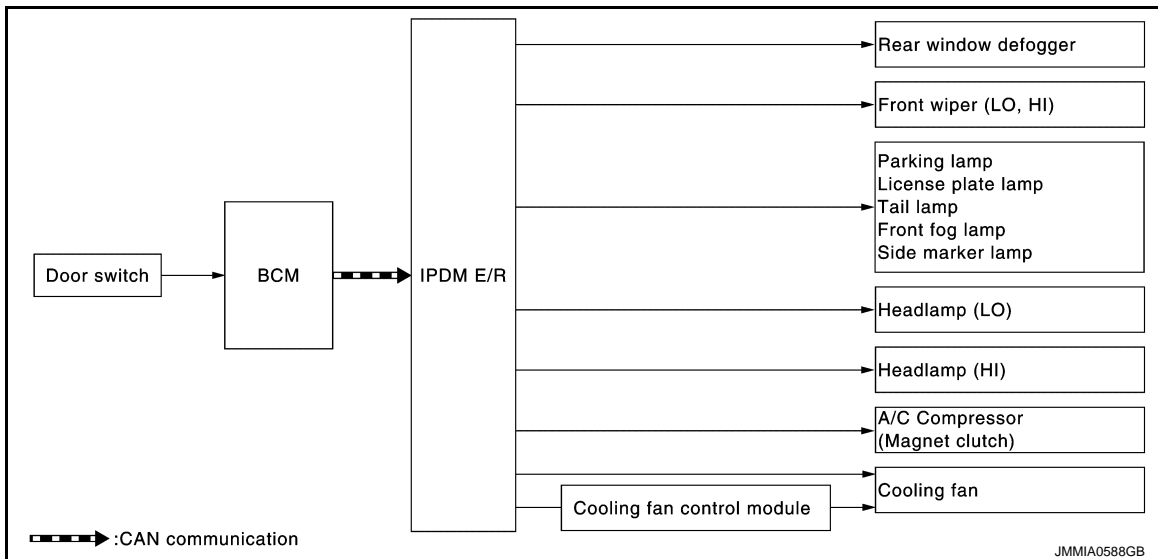 Door switch
BCM
IPDM E/R
Rear window defogger
Front wiper (LO, HI)
Parking lamp
License plate lamp
Tail lamp
Front fog lamp
Side marker lamp
Headlamp (LO)
Headlamp (HI)
A/C Compressor
(Magnet clutch)
Cooling fan control module
Cooling fan
:CAN communication
JMMIA0588GB